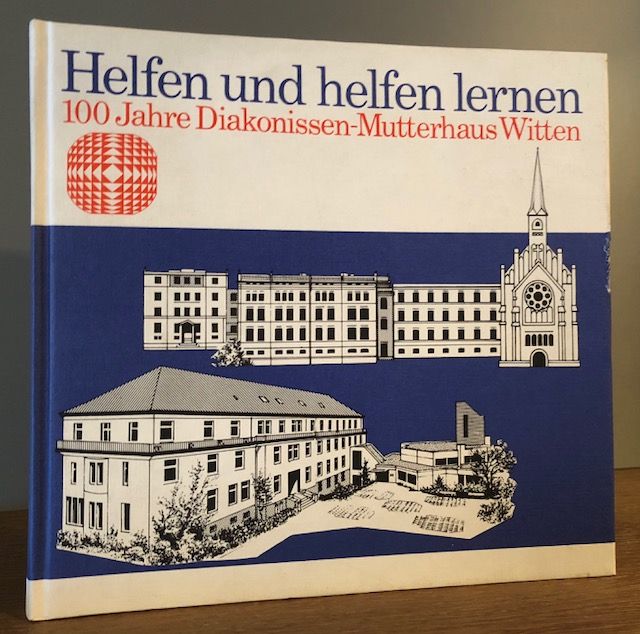 Helfen und helfen lernen
100 Jahre Diakonissen-Mutterhaus Witten